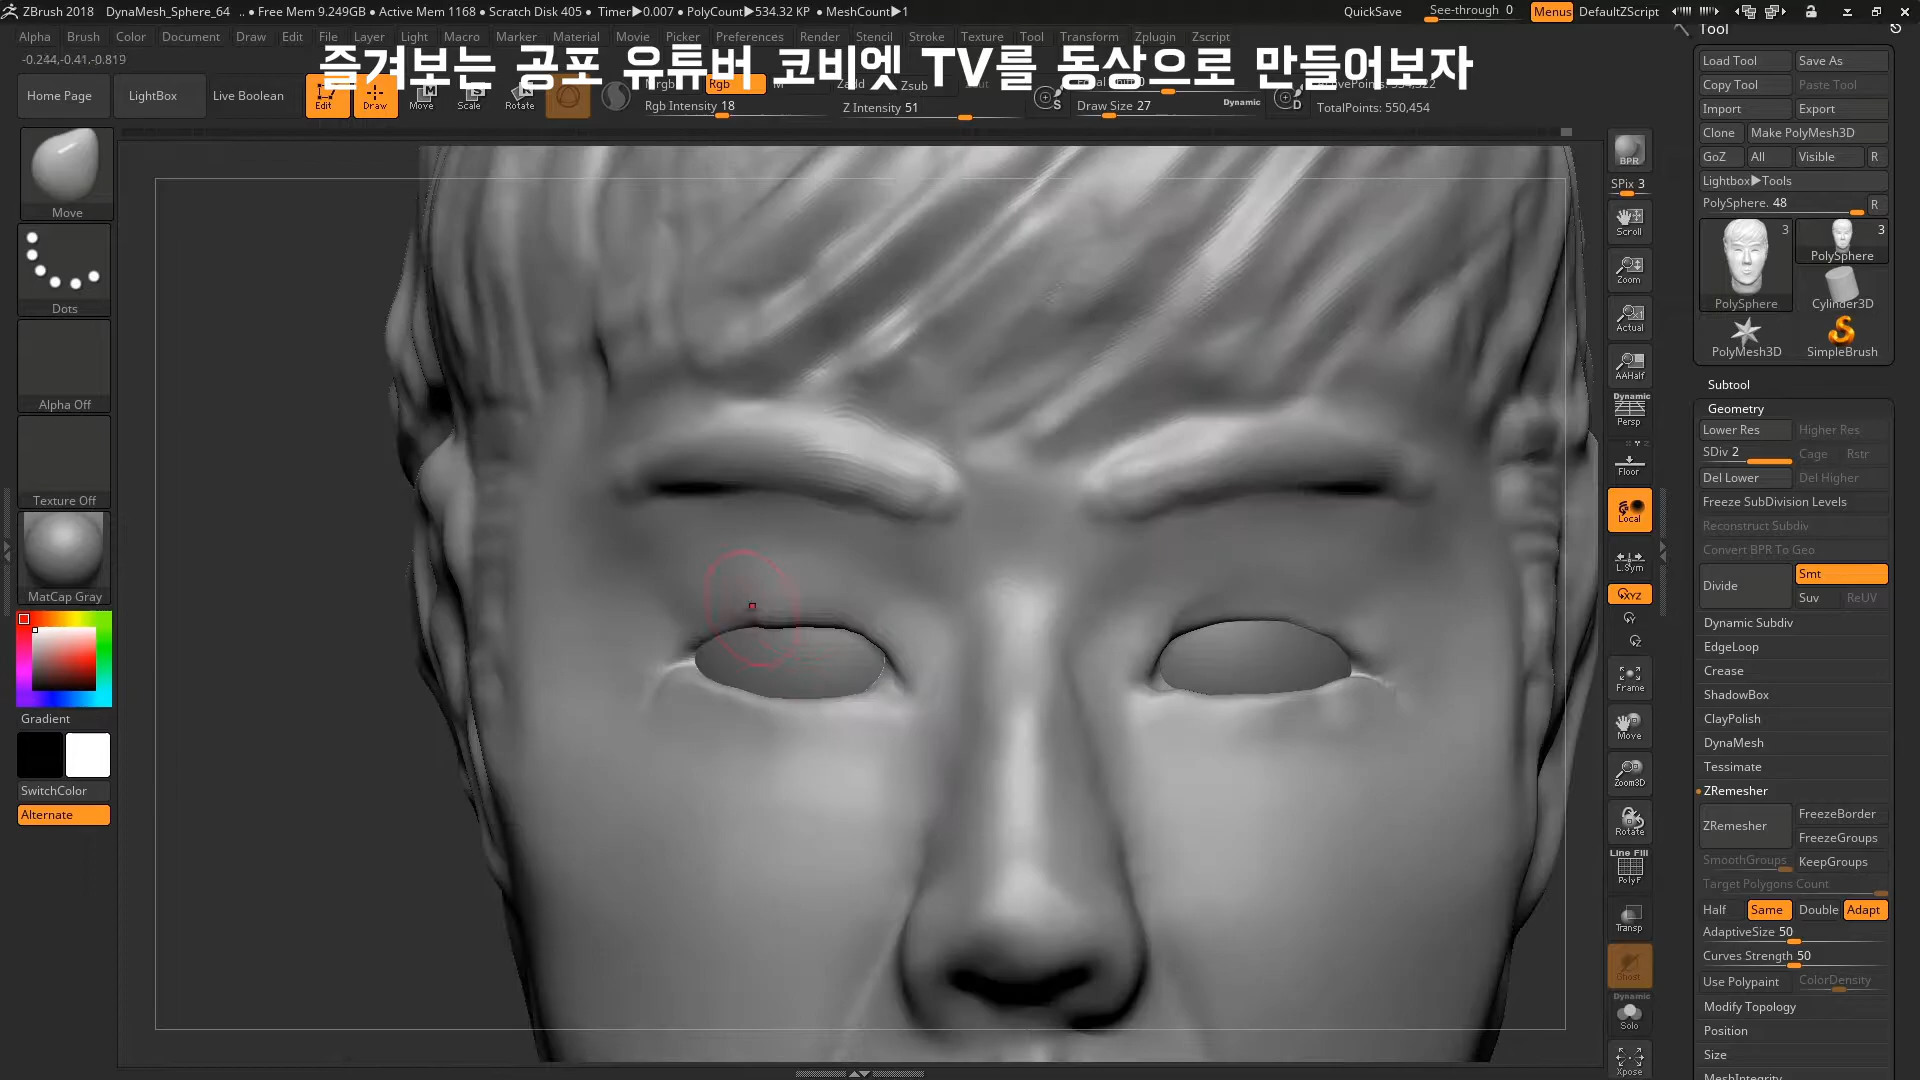 ZBrush 2018 DynaMesh_Sphere_64 .. ● Free Mem 9.249GB ● Active Mem 1168 ● Scratch Disk 405 ● Timer▶0.007 ● PolyCount▶534.32 KP ● MeshCount▶1
QuickSave See-through 0 Menus DefaultZScript
Alpha Brush Color Document Draw Edit File Layer Light Macro Marker Material Movie Picker Preferences Render Stencil Stroke Texture Tool Transform Zplugin Zscript
즐겨보는 공포 유튜버 코비엣 TV를 동상으로 만들어보자
-0.244,-0.41,-0.819
Home Page LightBox Live Boolean Edit Draw Move Scale Rotate
Rgb M Zadd Zsub
Rgb Intensity 18 Z Intensity 51
S Draw Size 27 Dynamic D
TotalPoints: 550,454
Move
Dots
Alpha Off
Texture Off
MatCap Gray
Gradient
SwitchColor
Alternate
BPR
SPix 3
Scroll
Zoom
Actual
AAHalf
Dynamic
Persp
Floor
Local
L.Sym
XYZ
Y
Z
Frame
Move
Zoom3D
Rotate
Line Fill
PolyF
Transp
Ghost
Dynamic
Solo
Xpose
Tool
Load Tool Save As
Copy Tool Paste Tool
Import Export
Clone Make PolyMesh3D
GoZ All Visible R
Lightbox▶Tools
PolySphere. 48 R
3 3
PolySphere
PolySphere Cylinder3D
PolyMesh3D SimpleBrush
Subtool
Geometry
Lower Res Higher Res
SDiv 2 Cage Rstr
Del Lower Del Higher
Freeze SubDivision Levels
Reconstruct Subdiv
Convert BPR To Geo
Divide Smt
Suv ReUV
Dynamic Subdiv
EdgeLoop
Crease
ShadowBox
ClayPolish
DynaMesh
Tessimate
ZRemesher
ZRemesher FreezeBorder
FreezeGroups
SmoothGroups KeepGroups
Target Polygons Count
Half Same Double Adapt
AdaptiveSize 50
Curves Strength 50
Use Polypaint ColorDensity
Modify Topology
Position
Size
MeshIntegrity